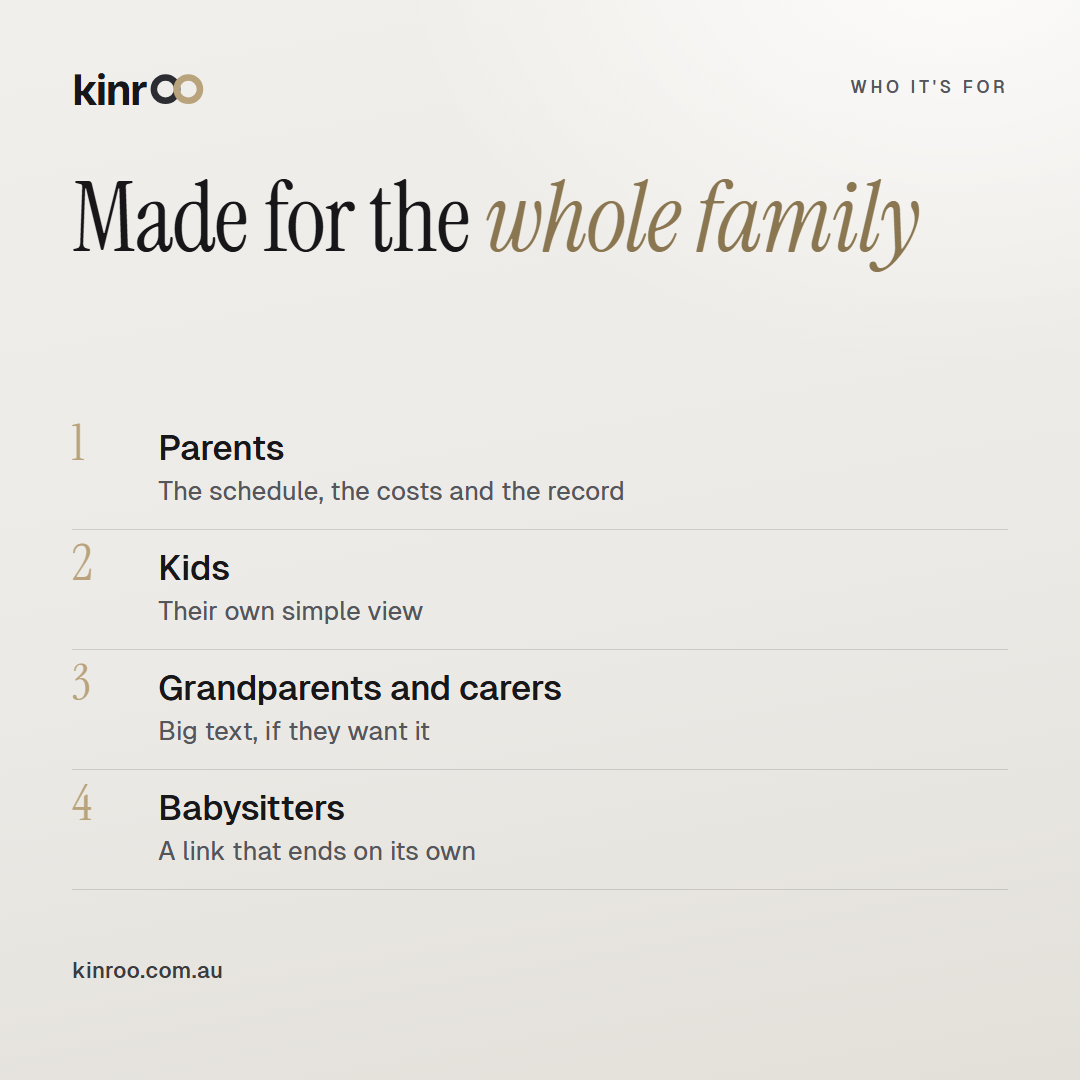 kinroo
WHO IT'S FOR
Made for the whole family
1
Parents
The schedule, the costs and the record
2
Kids
Their own simple view
3
Grandparents and carers
Big text, if they want it
4
Babysitters
A link that ends on its own
kinroo.com.au